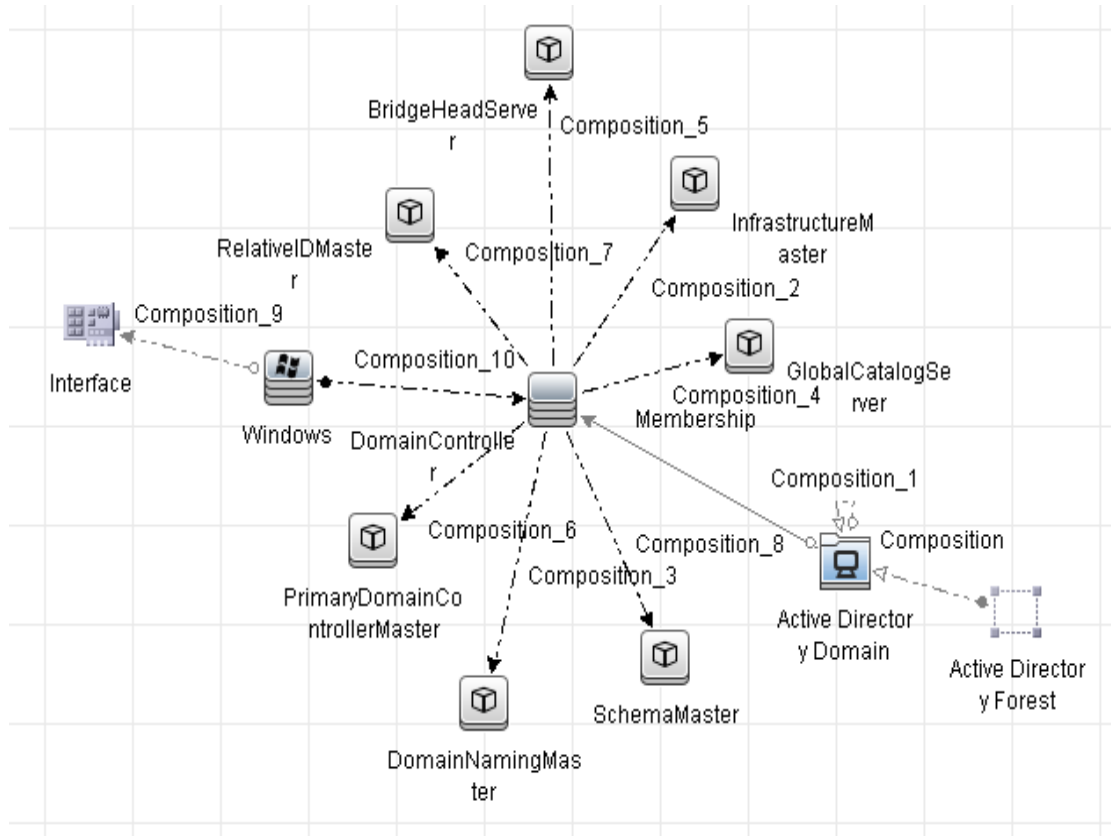 BridgeHeadServe
r
Composition_5
InfrastructureM
aster
RelativeIDMaste
r
Composition_7
Composition_2
Composition_9
Interface
Composition_10
GlobalCatalogSe
rver
Composition_4
Membership
Windows
DomainControlle
r
Composition_1
Composition_6
Composition_8
Composition
Composition_3
PrimaryDomainCo
ntrollerMaster
Active Director
y Domain
Active Director
y Forest
SchemaMaster
DomainNamingMas
ter